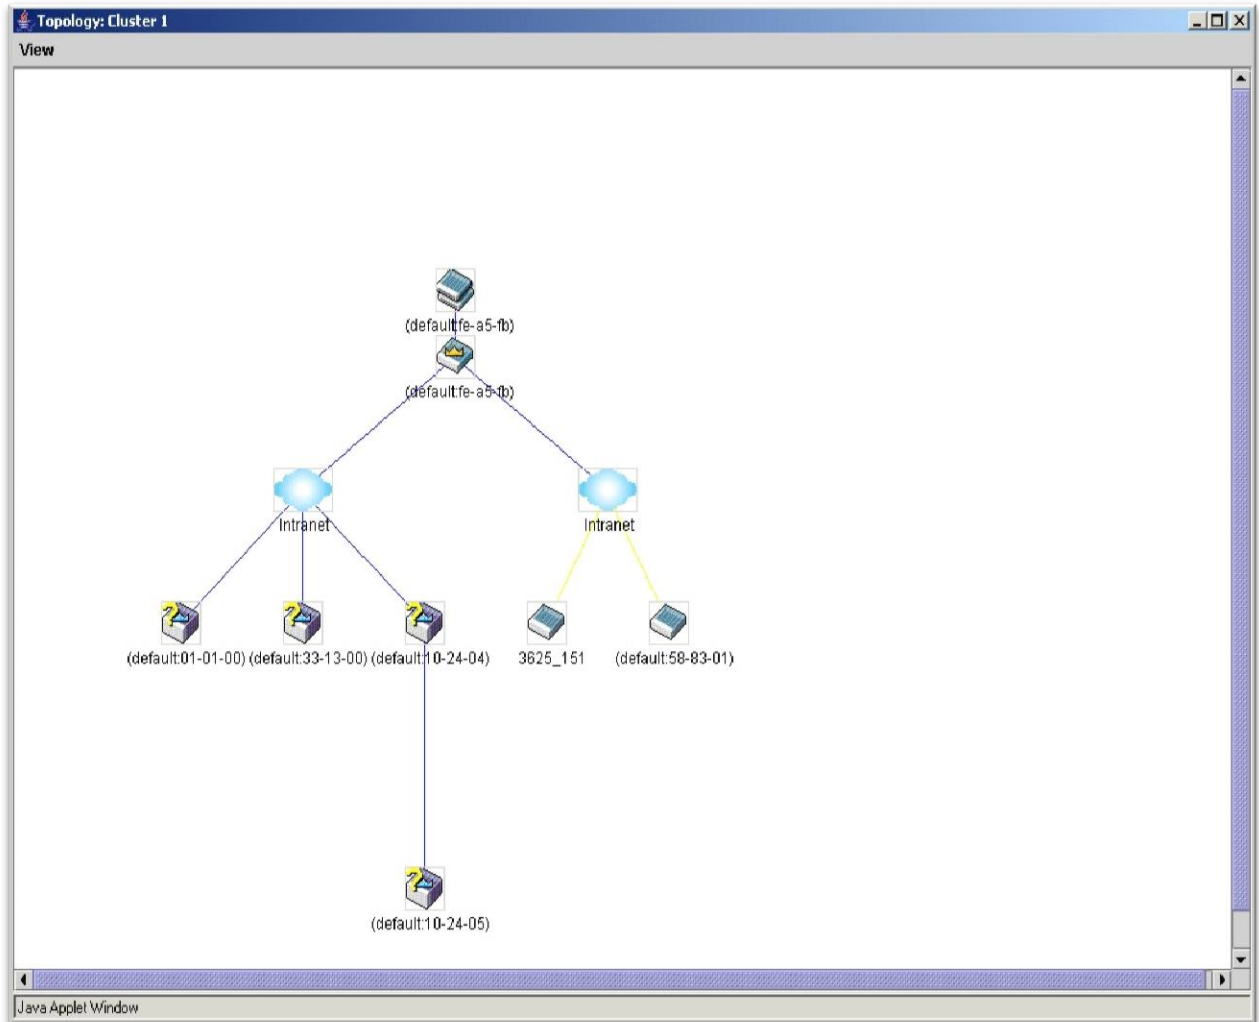 Topology: Cluster 1
View
(default:fe-a5-fb)
(default:fe-a5-fb)
Intranet Intranet
(default:01-01-00) (default:33-13-00) (default:10-24-04) 3625_151 (default:58-83-01)
(default:10-24-05)
Java Applet Window